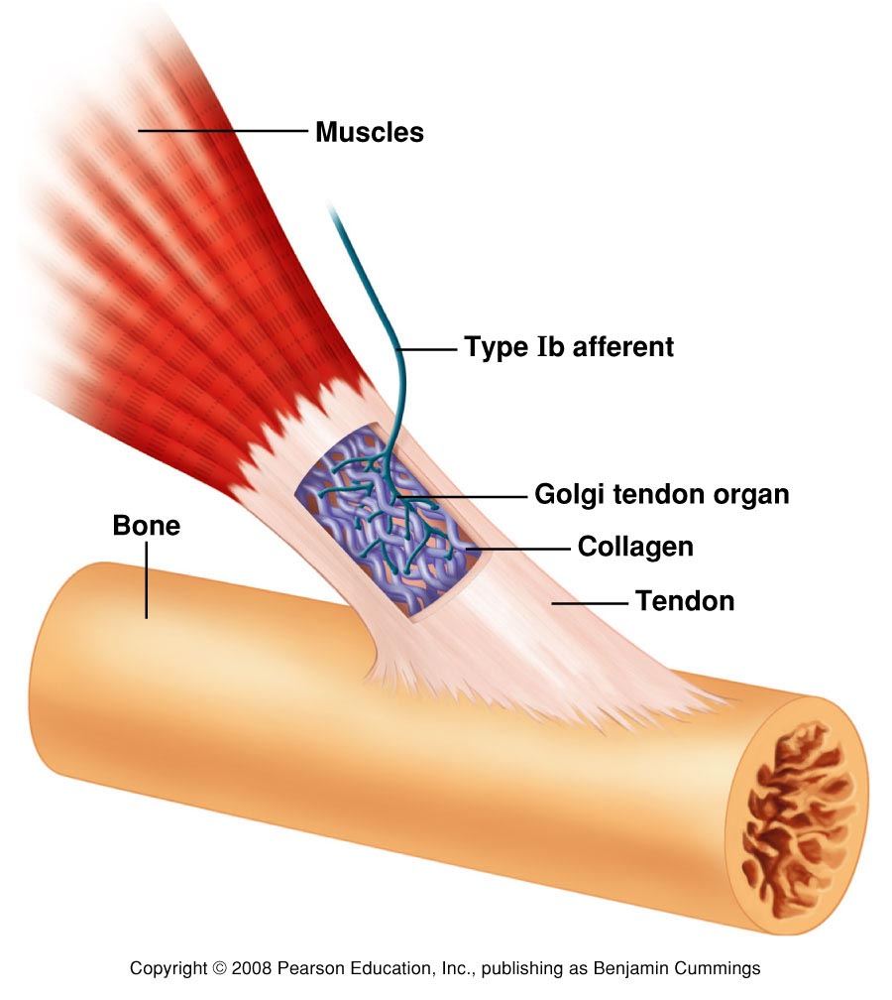 Muscles
Type Ib afferent
Golgi tendon organ
Bone
Collagen
Tendon
Copyright © 2008 Pearson Education, Inc., publishing as Benjamin Cummings